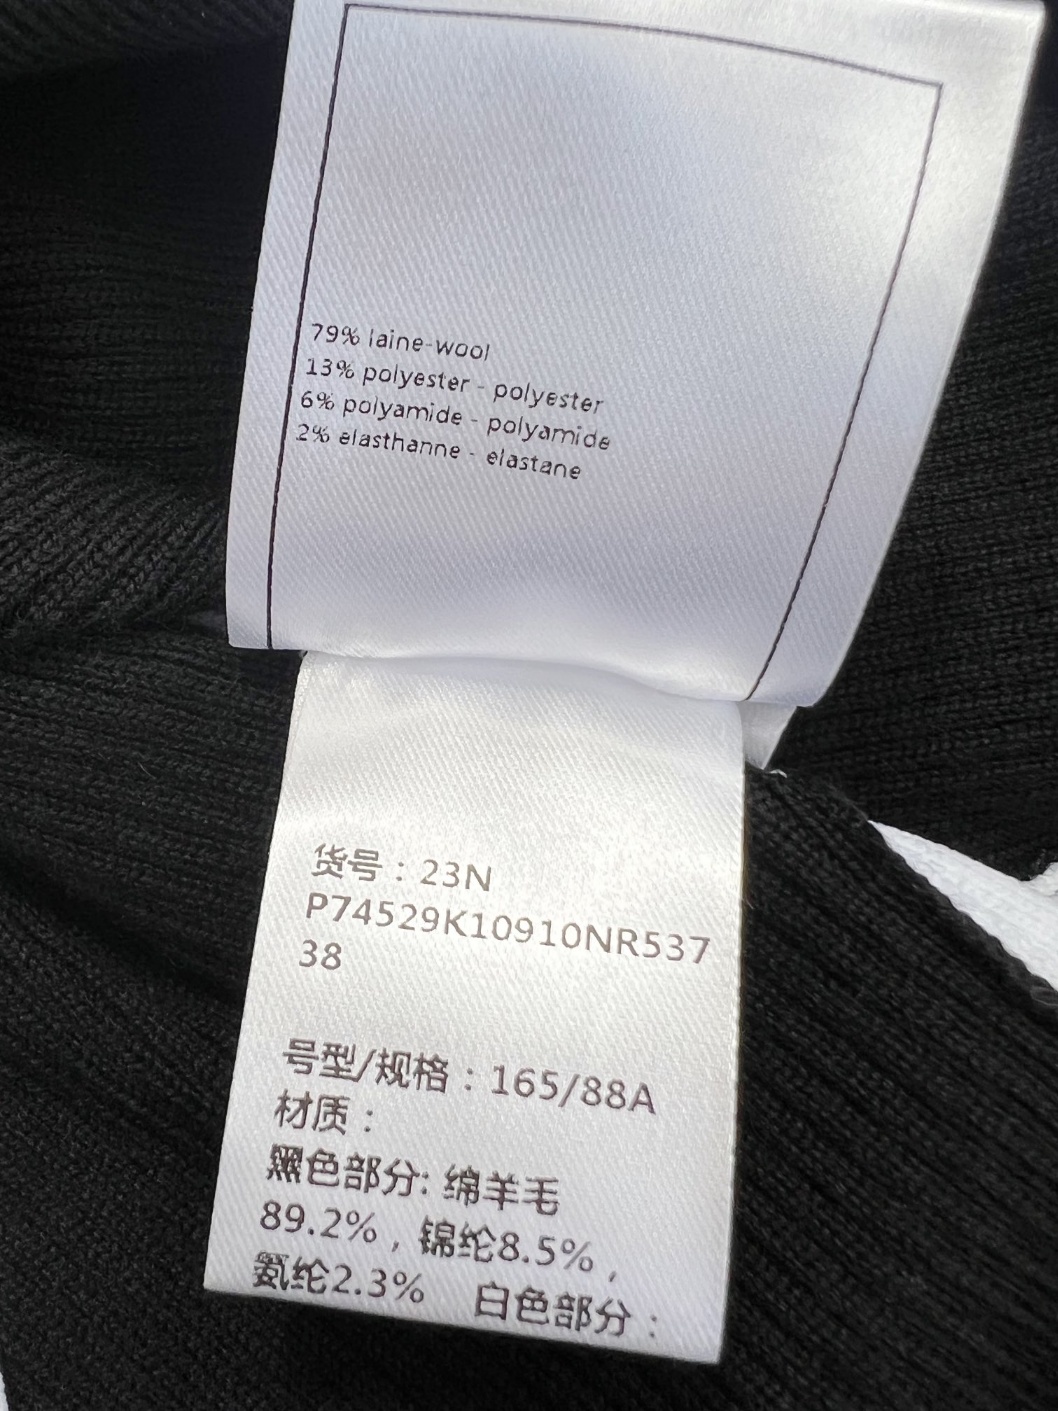 79% laine-wool
13% polyester - polyester
6% polyamide - polyamide
2% elasthanne - elastane
货号：23N
P74529K10910NR537
38
号型/规格：165/88A
材质：
黑色部分: 绵羊毛
89.2%，锦纶8.5%，
氨纶2.3% 白色部分：